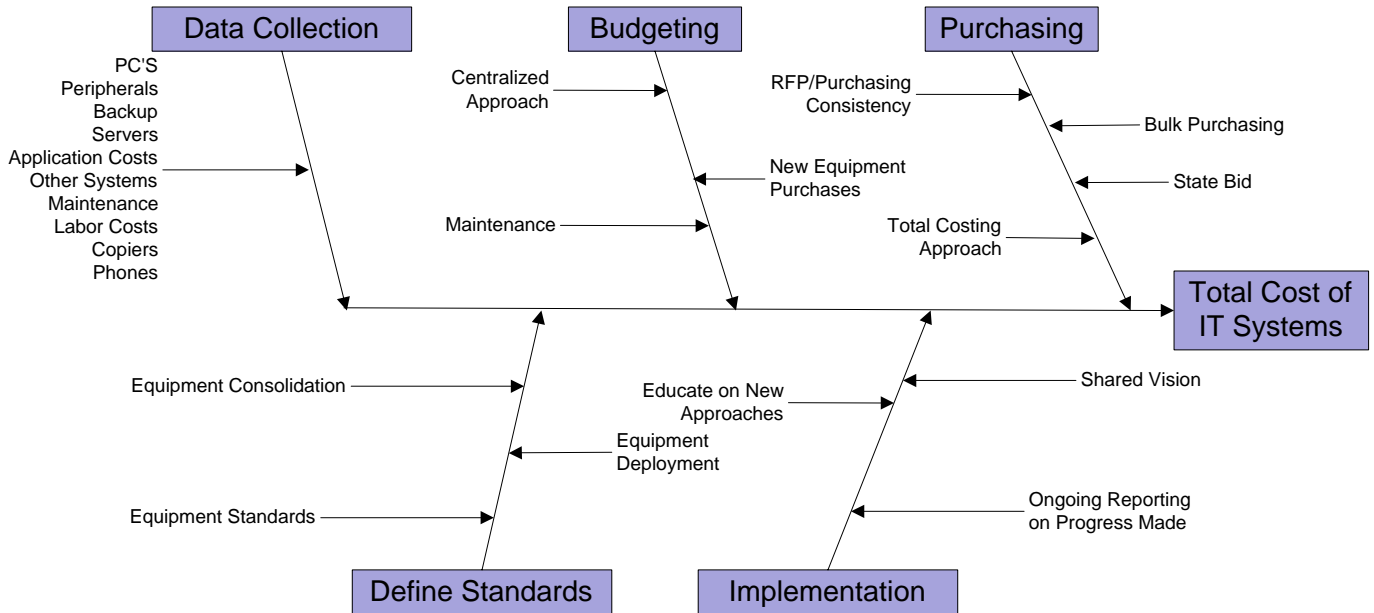 Data Collection
Budgeting
Purchasing
PC'S
Peripherals
Backup
Servers
Application Costs
Other Systems
Maintenance
Labor Costs
Copiers
Phones
Centralized
Approach
New Equipment
Purchases
Maintenance
RFP/Purchasing
Consistency
Bulk Purchasing
State Bid
Total Costing
Approach
Total Cost of
IT Systems
Equipment Consolidation
Equipment
Deployment
Equipment Standards
Educate on New
Approaches
Shared Vision
Ongoing Reporting
on Progress Made
Define Standards
Implementation